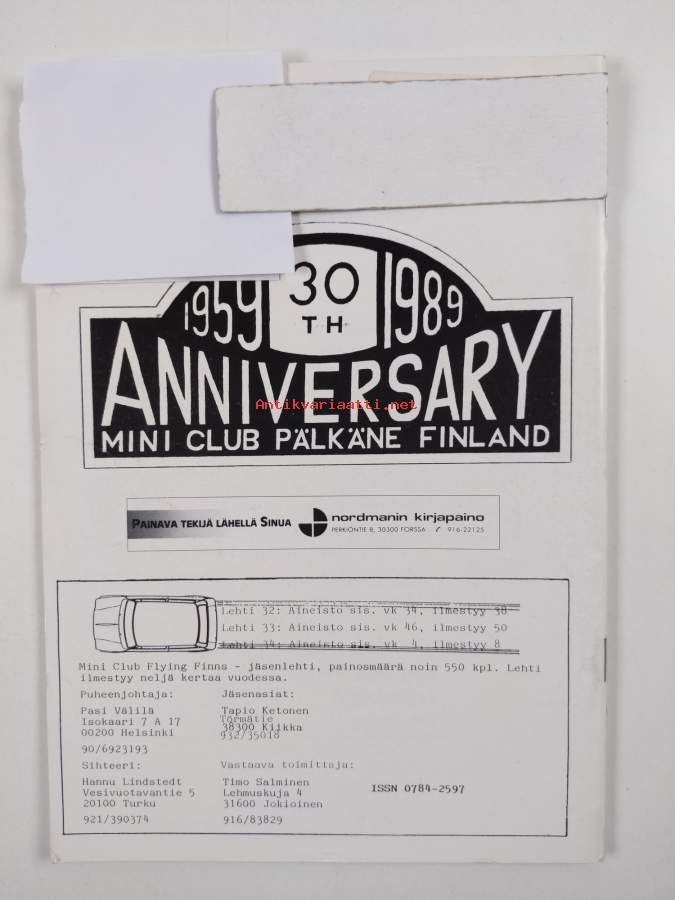 1959 30 1989
TH
ANNIVERSARY
Antikvariaatti.net
MINI CLUB PÄLKÄNE FINLAND
PAINAVA TEKIJÄ LÄHELLÄ SINUA nordmanin kirjapaino
PERKIÖNTIE 8, 30300 FORSSA 916-22125
Lehti 32: Aineisto sis. vk 34, ilmestyy 38
Lehti 33: Aineisto sis. vk 46, ilmestyy 50
Lehti 34: Aineisto sis. vk 4, ilmestyy 8
Mini Club Flying Finns - jäsenlehti, painosmäärä noin 550 kpl. Lehti
ilmestyy neljä kertaa vuodessa.
Puheenjohtaja: Jäsenasiat:
Pasi Välilä Tapio Ketonen
Isokaari 7 A 17 Törmätie
00200 Helsinki 38300 Kiikka
932/35018
90/6923193
Sihteeri: Vastaava toimittaja:
Hannu Lindstedt Timo Salminen
Vesivuotavantie 5 Lehmuskuja 4 ISSN 0784-2597
20100 Turku 31600 Jokioinen
921/390374 916/83829